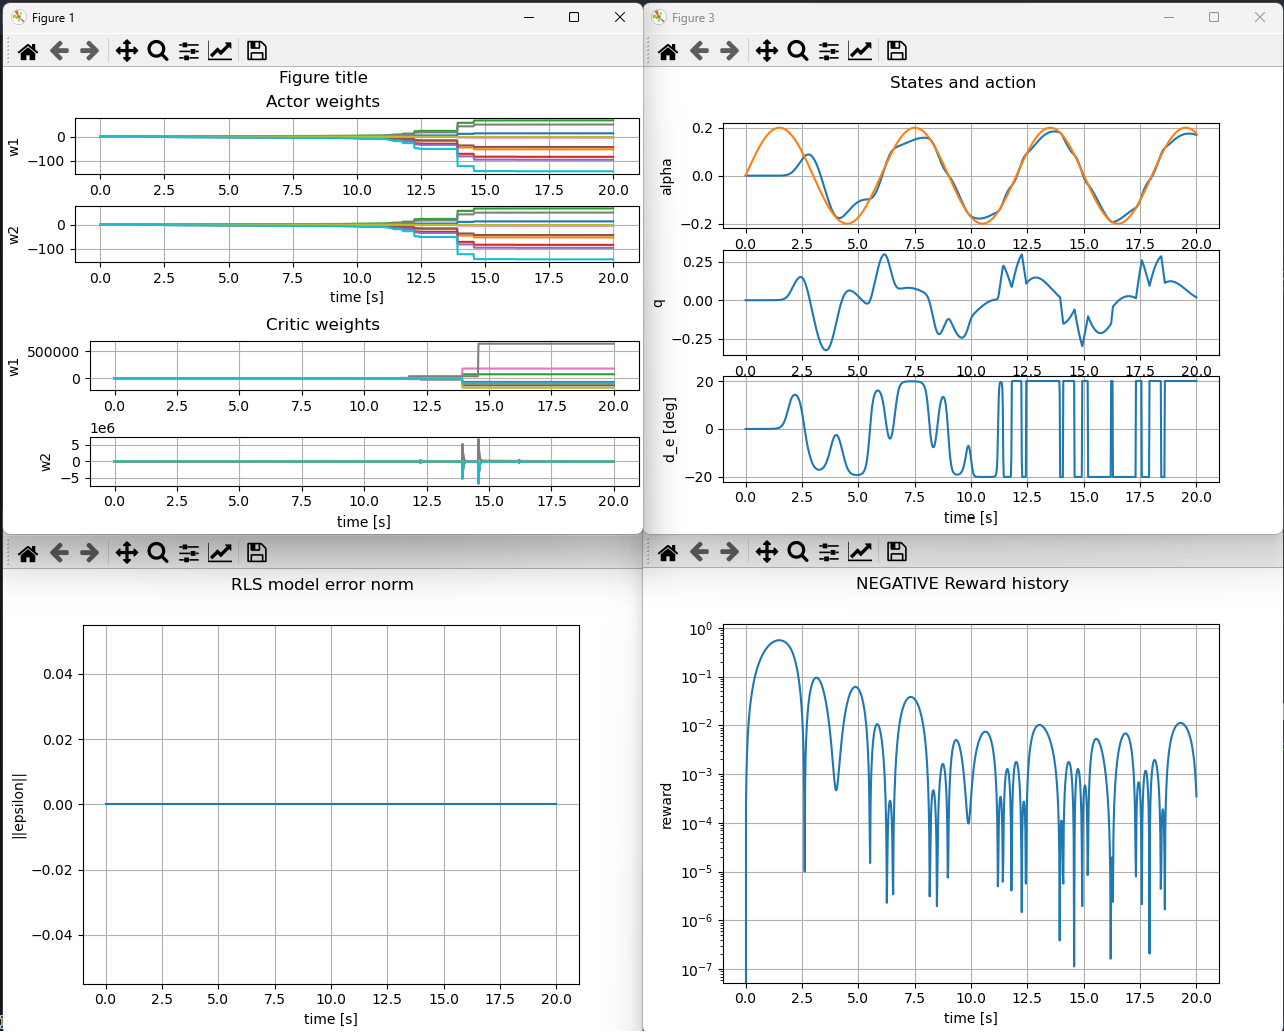 Figure 1
Figure title
Actor weights
w1
0
−100
0.0 2.5 5.0 7.5 10.0 12.5 15.0 17.5 20.0
w2
0
−100
0.0 2.5 5.0 7.5 10.0 12.5 15.0 17.5 20.0
time [s]
Critic weights
w1
500000
0
0.0 2.5 5.0 7.5 10.0 12.5 15.0 17.5 20.0
1e6
w2
5
0
−5
0.0 2.5 5.0 7.5 10.0 12.5 15.0 17.5 20.0
time [s]
Figure 3
States and action
alpha
0.2
0.0
−0.2
0.0 2.5 5.0 7.5 10.0 12.5 15.0 17.5 20.0
q
0.25
0.00
−0.25
0.0 2.5 5.0 7.5 10.0 12.5 15.0 17.5 20.0
d_e [deg]
20
0
−20
0.0 2.5 5.0 7.5 10.0 12.5 15.0 17.5 20.0
time [s]
RLS model error norm
||epsilon||
0.04
0.02
0.00
−0.02
−0.04
0.0 2.5 5.0 7.5 10.0 12.5 15.0 17.5 20.0
time [s]
NEGATIVE Reward history
reward
10⁰
10⁻¹
10⁻²
10⁻³
10⁻⁴
10⁻⁵
10⁻⁶
10⁻⁷
0.0 2.5 5.0 7.5 10.0 12.5 15.0 17.5 20.0
time [s]